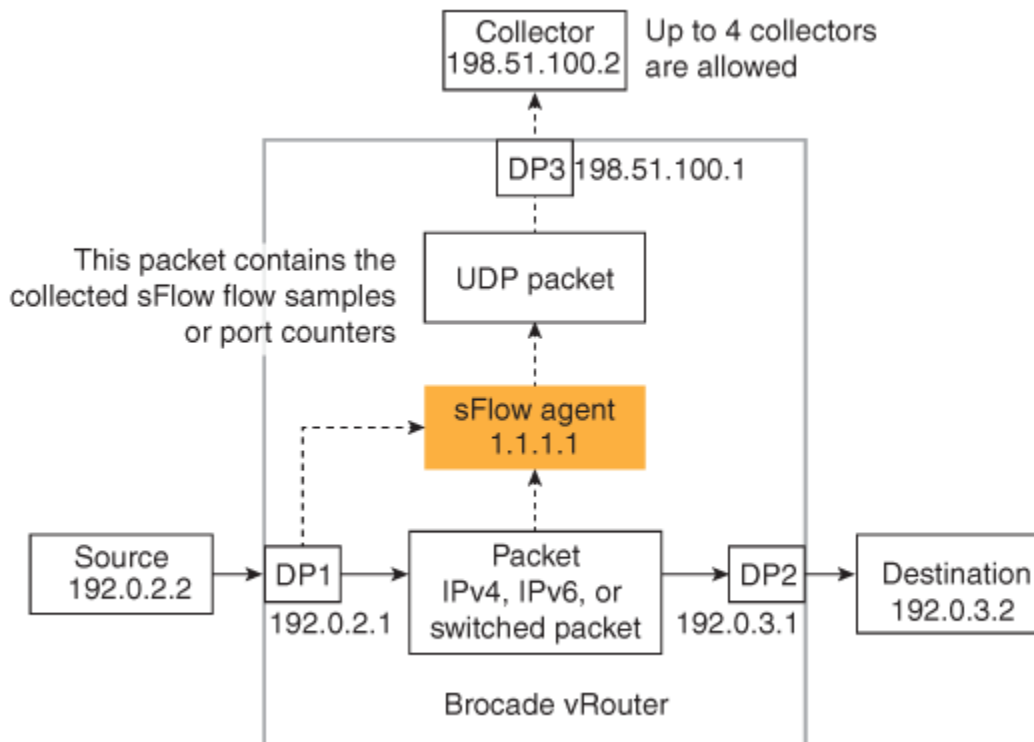 Collector
198.51.100.2
Up to 4 collectors
are allowed
DP3
198.51.100.1
This packet contains the
collected sFlow flow samples
or port counters
UDP packet
sFlow agent
1.1.1.1
Source
192.0.2.2
DP1
192.0.2.1
Packet
IPv4, IPv6, or
switched packet
DP2
192.0.3.1
Destination
192.0.3.2
Brocade vRouter